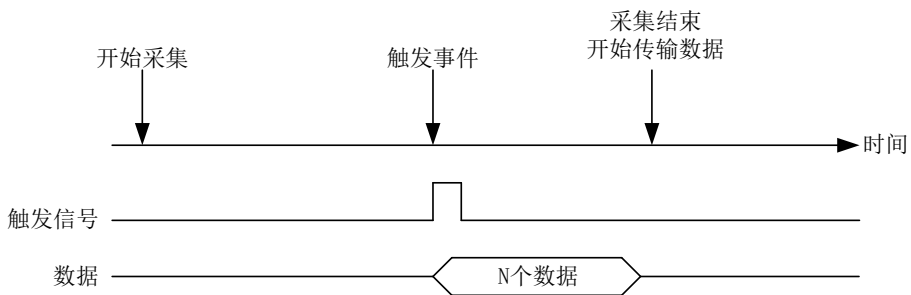 采集结束
开始传输数据
开始采集
触发事件
时间
触发信号
数据
N个数据